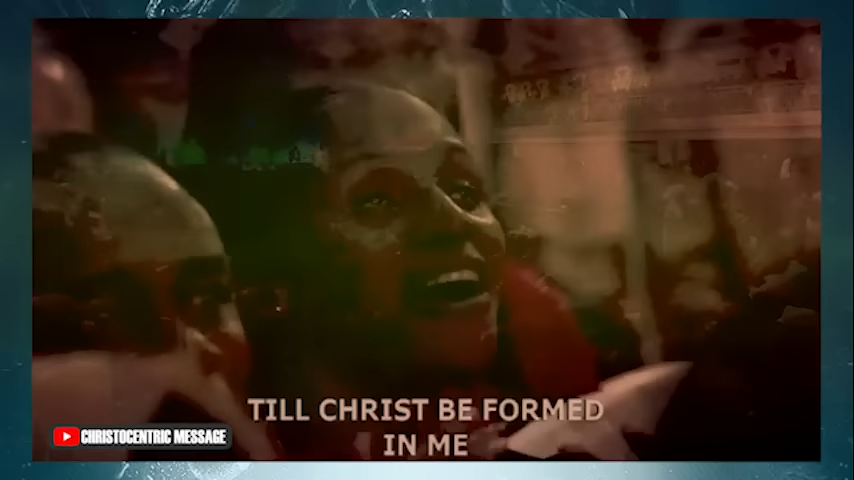 TILL CHRIST BE FORMED
IN ME
CHRISTOCENTRIC MESSAGE